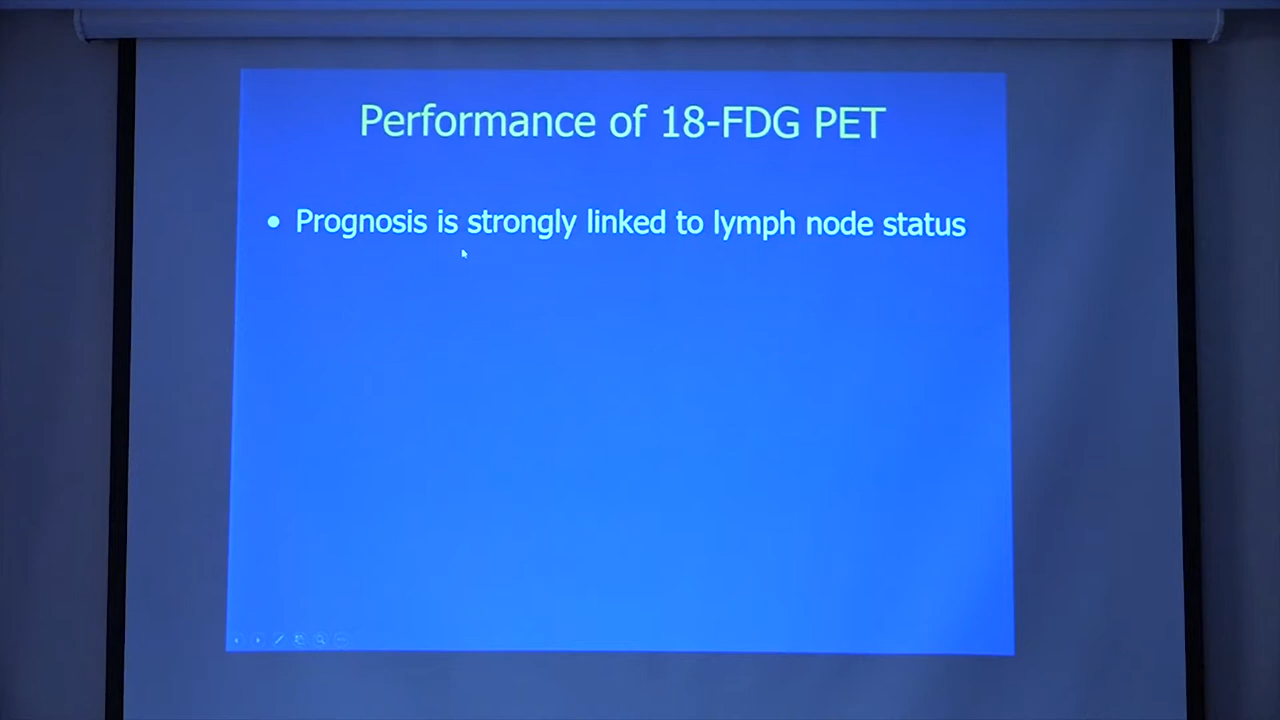 Performance of 18-FDG PET
• Prognosis is strongly linked to lymph node status